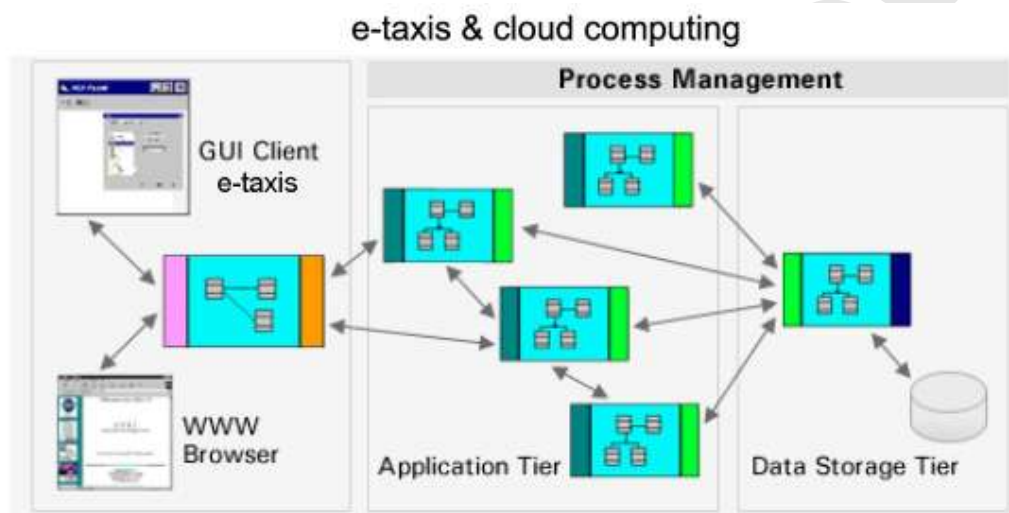 e-taxis & cloud computing
Process Management
GUI Client
e-taxis
WWW
Browser
Application Tier
Data Storage Tier